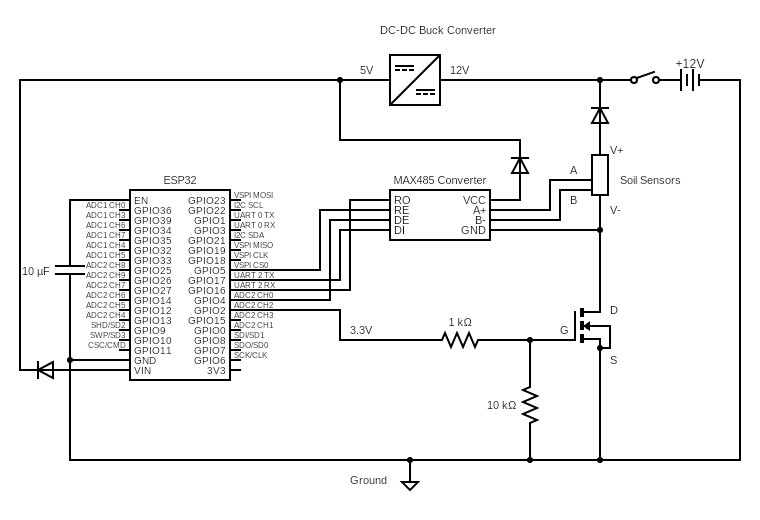 DC-DC Buck Converter
5V
12V
+12V
V+
A
Soil Sensors
B
V-
ESP32
MAX485 Converter
EN
GPIO36
GPIO39
GPIO34
GPIO35
GPIO32
GPIO33
GPIO25
GPIO26
GPIO27
GPIO14
GPIO12
GPIO13
GPIO9
GPIO10
GPIO11
GND
VIN
GPIO23
GPIO22
GPIO1
GPIO3
GPIO21
GPIO19
GPIO18
GPIO5
GPIO17
GPIO16
GPIO4
GPIO2
GPIO15
GPIO0
GPIO8
GPIO7
GPIO6
3V3
ADC1 CH0
ADC1 CH3
ADC1 CH6
ADC1 CH7
ADC1 CH4
ADC1 CH5
ADC2 CH8
ADC2 CH9
ADC2 CH7
ADC2 CH6
ADC2 CH5
ADC2 CH4
SHD/SD2
SWP/SD3
CSC/CMD
VSPI MOSI
I2C SCL
UART 0 TX
UART 0 RX
I2C SDA
VSPI MISO
VSPI CLK
VSPI CS0
UART 2 TX
UART 2 RX
ADC2 CH0
ADC2 CH2
ADC2 CH3
ADC2 CH1
SDI/SD1
SDO/SD0
SCK/CLK
RO
RE
DE
DI
VCC
A+
B-
GND
10 µF
3.3V
1 kΩ
G
D
S
10 kΩ
Ground